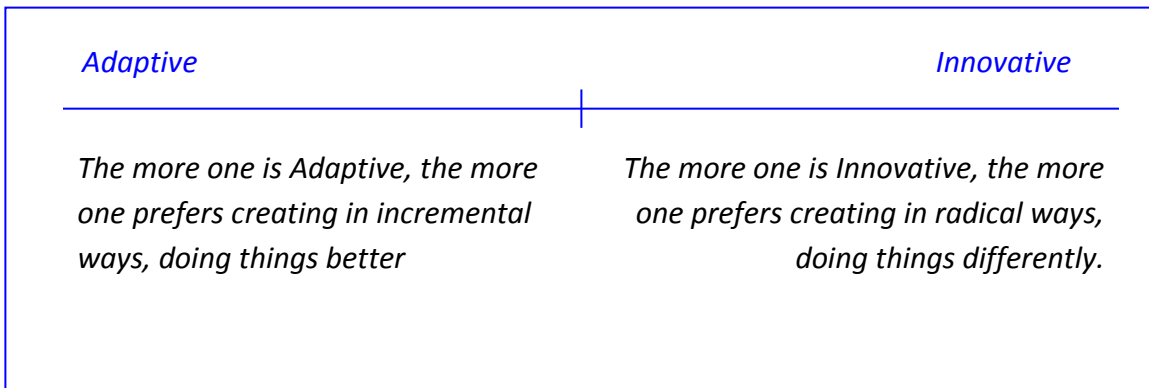 Adaptive
Innovative
The more one is Adaptive, the more
one prefers creating in incremental
ways, doing things better
The more one is Innovative, the more
one prefers creating in radical ways,
doing things differently.